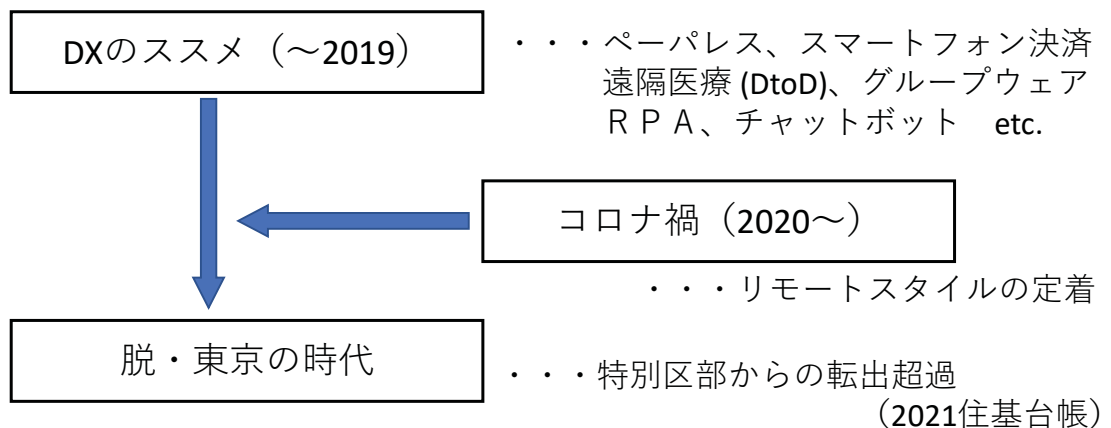 DXのススメ（～2019）
・・・ペーパレス、スマートフォン決済
遠隔医療 (DtoD)、グループウェア
ＲＰＡ、チャットボット　etc.
コロナ禍（2020～）
・・・リモートスタイルの定着
脱・東京の時代
・・・特別区部からの転出超過
（2021住基台帳）